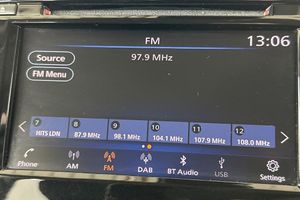 FM
13:06
Source
97.9 MHz
FM Menu
7 8 9 10 11 12
HITS LDN 87.9 MHz 98.1 MHz 104.1 MHz 107.9 MHz 108.0 MHz
Phone AM FM DAB BT Audio USB Settings